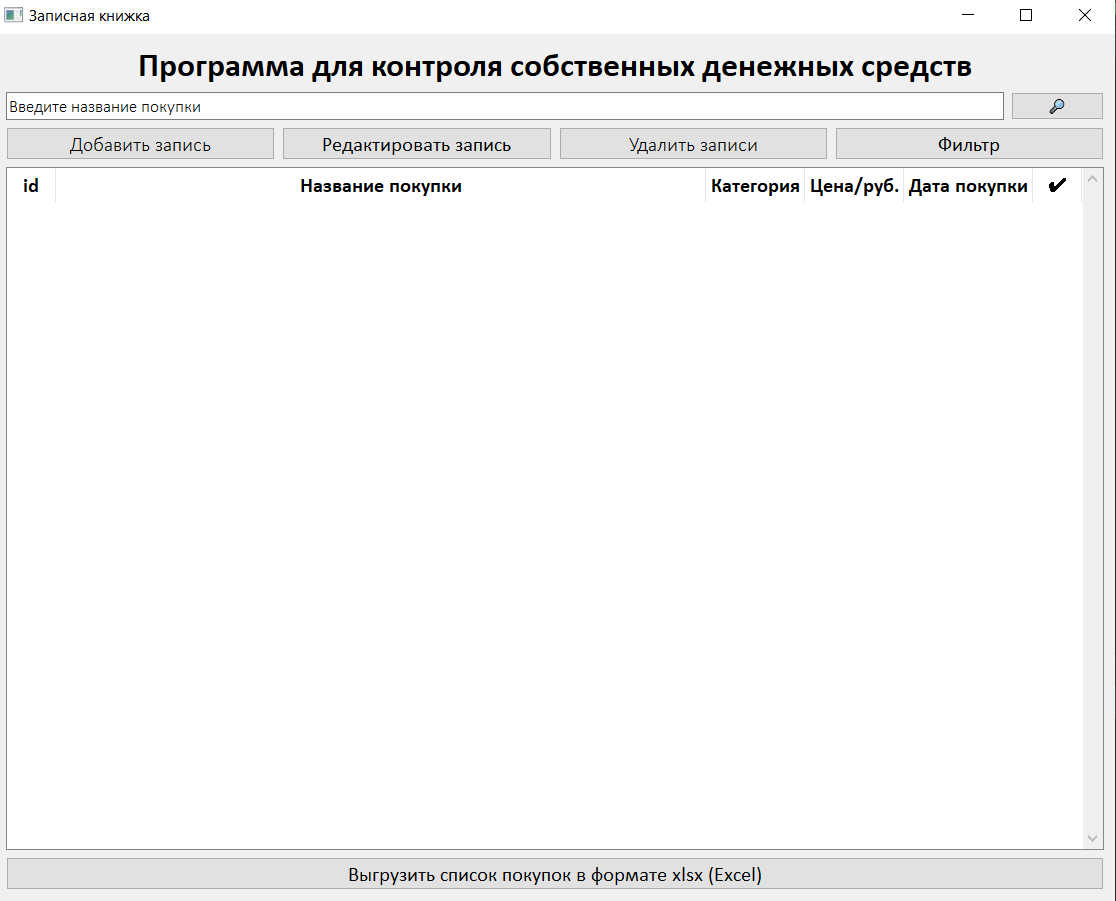 Записная книжка
Программа для контроля собственных денежных средств
Введите название покупки
Добавить запись Редактировать запись Удалить записи Фильтр
id Название покупки Категория Цена/руб. Дата покупки ✔
Выгрузить список покупок в формате xlsx (Excel)